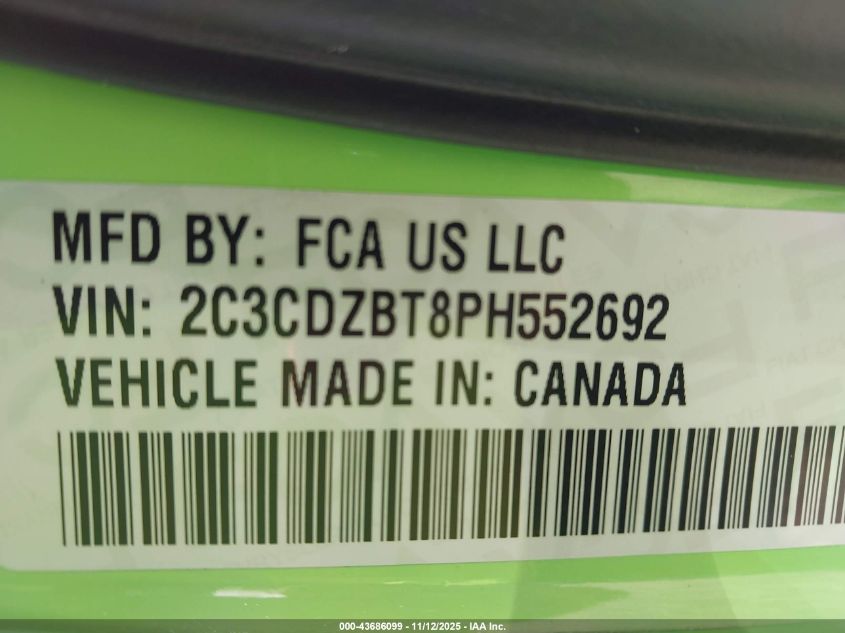 MFD BY: FCA US LLC
VIN: 2C3CDZBT8PH552692
VEHICLE MADE IN: CANADA
000-43686099 - 11/12/2025 - IAA Inc.